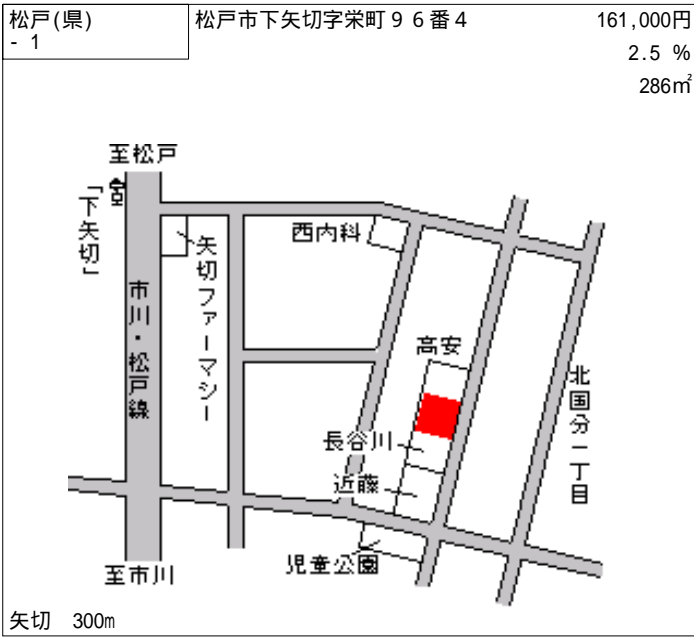 松戸(県)
- 1
松戸市下矢切字栄町９６番4
161,000円
2.5 %
286㎡
至松戸
「下矢切」
矢切ファーマシー
西内科
市川・松戸線
高安
北国分一丁目
長谷川
近藤
児童公園
至市川
矢切 300m